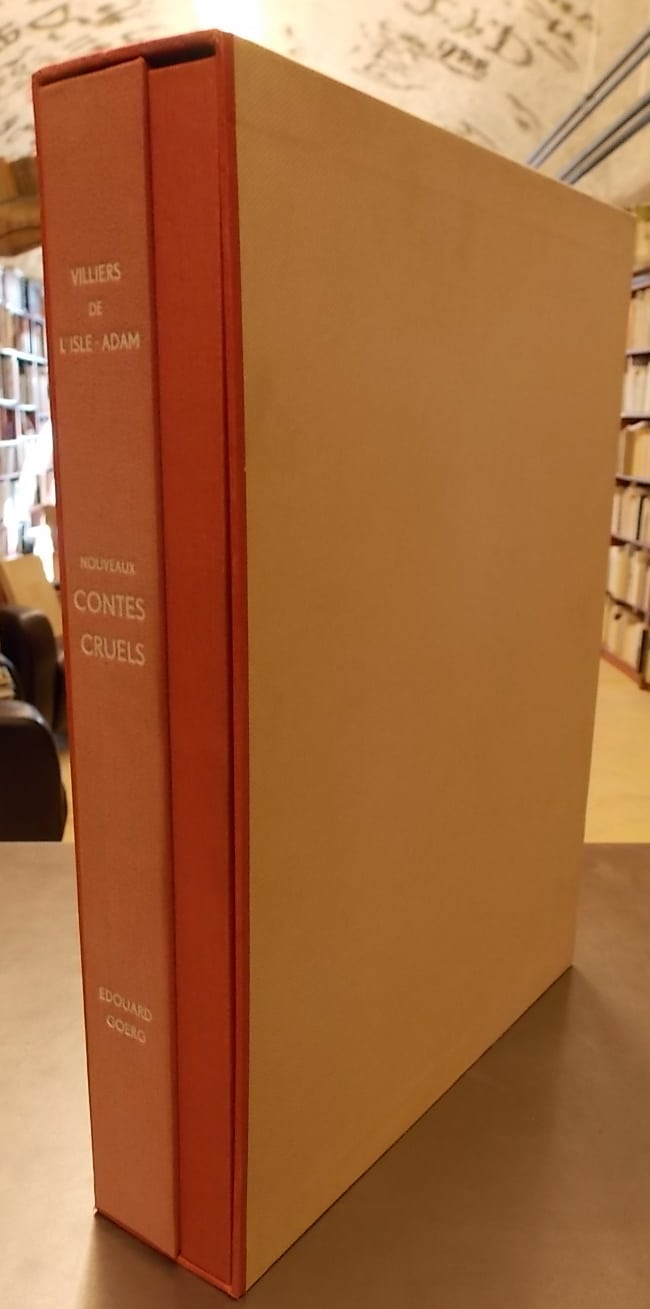 VILLIERS
DE
L'ISLE-ADAM
NOUVEAUX
CONTES
CRUELS
EDOUARD
GOERG